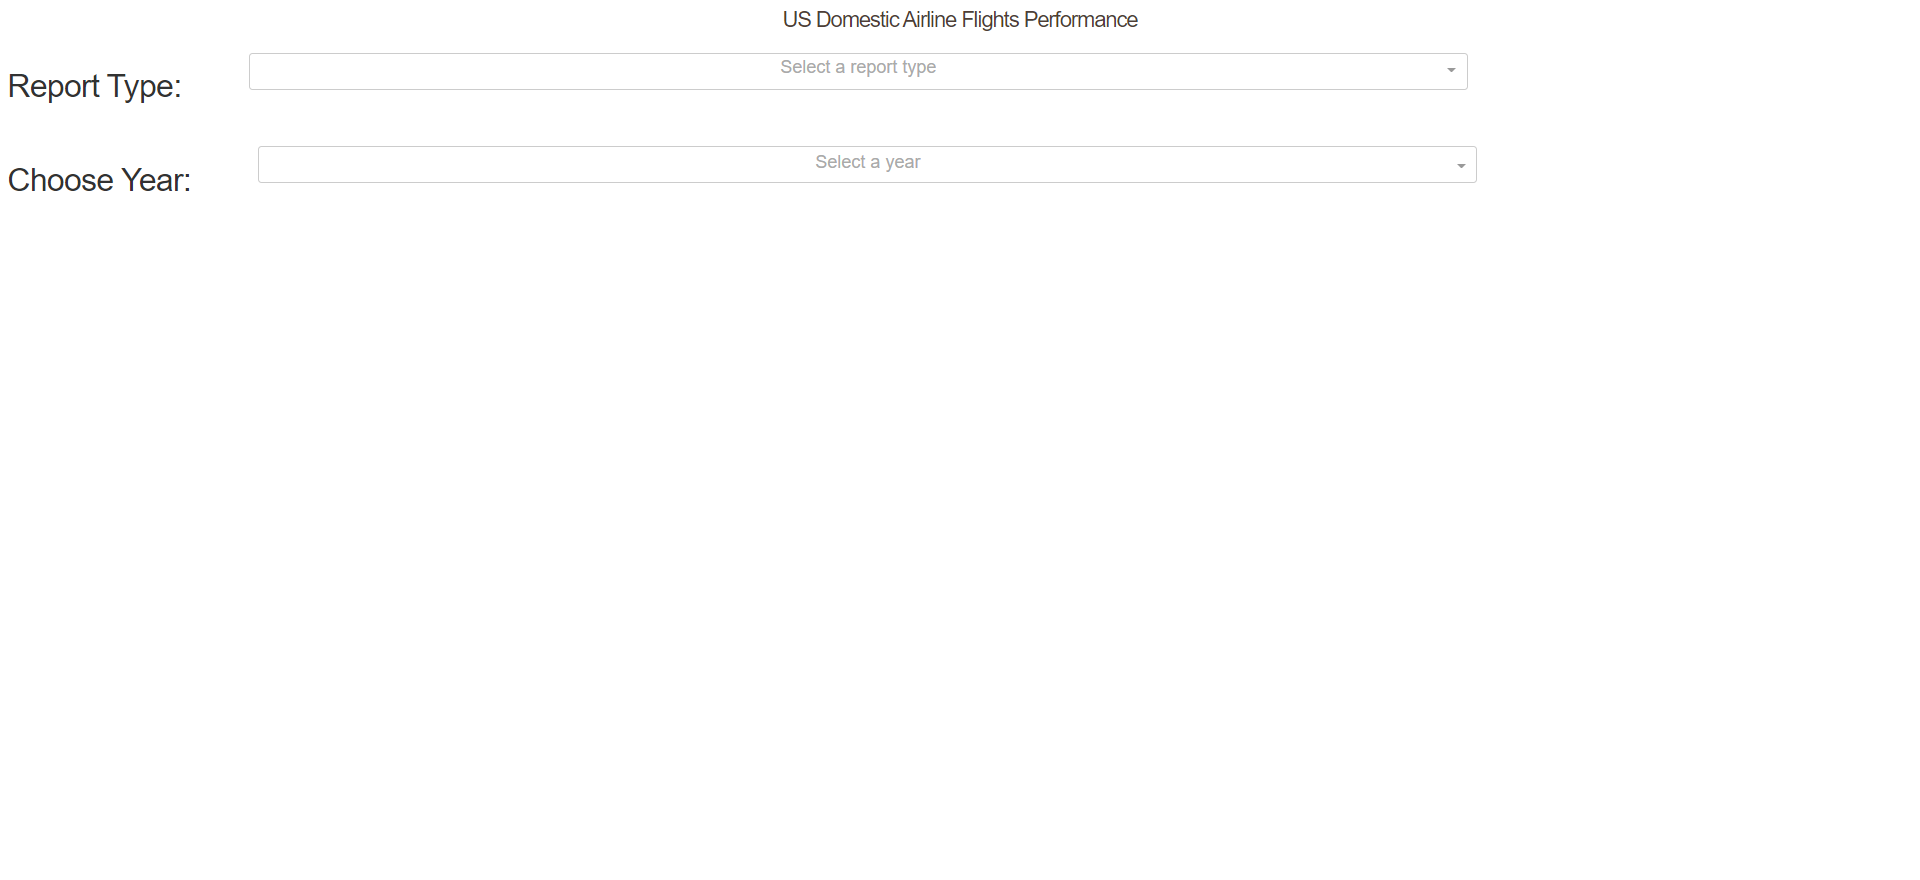 US Domestic Airline Flights Performance
Report Type:
Select a report type
Choose Year:
Select a year